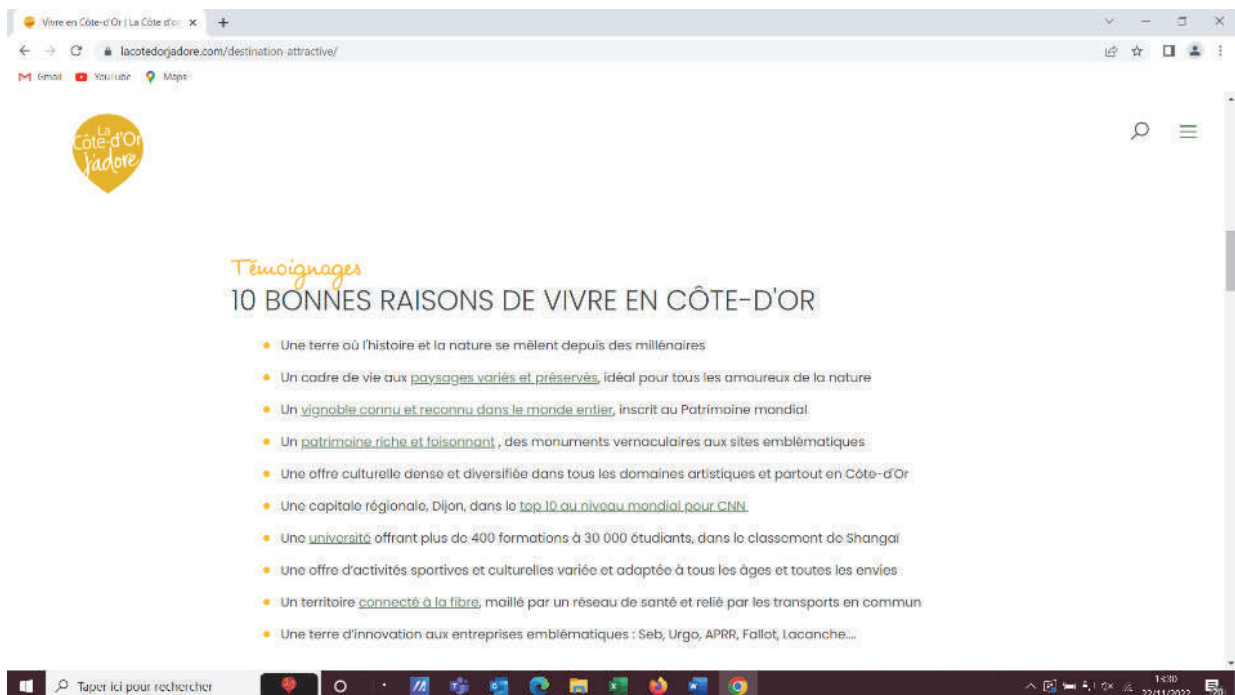 Vivre en Côte-d'Or | La Côte d'or
lacotedorjadore.com/destination-attractive/
Gmail YouTube Maps
La
Côte-d'Or
j'adore
Témoignages
10 BONNES RAISONS DE VIVRE EN CÔTE-D'OR
Une terre où l'histoire et la nature se mêlent depuis des millénaires
Un cadre de vie aux paysages variés et préservés, idéal pour tous les amoureux de la nature
Un vignoble connu et reconnu dans le monde entier, inscrit au Patrimoine mondial
Un patrimoine riche et foisonnant , des monuments vernaculaires aux sites emblématiques
Une offre culturelle dense et diversifiée dans tous les domaines artistiques et partout en Côte-d'Or
Une capitale régionale, Dijon, dans le top 10 au niveau mondial pour CNN
Une université offrant plus de 400 formations à 30 000 étudiants, dans le classement de Shangaï
Une offre d'activités sportives et culturelles variée et adaptée à tous les âges et toutes les envies
Un territoire connecté à la fibre, maillé par un réseau de santé et relié par les transports en commun
Une terre d'innovation aux entreprises emblématiques : Seb, Urgo, APRR, Fallot, Lacanche....
Taper ici pour rechercher
22/11/2022